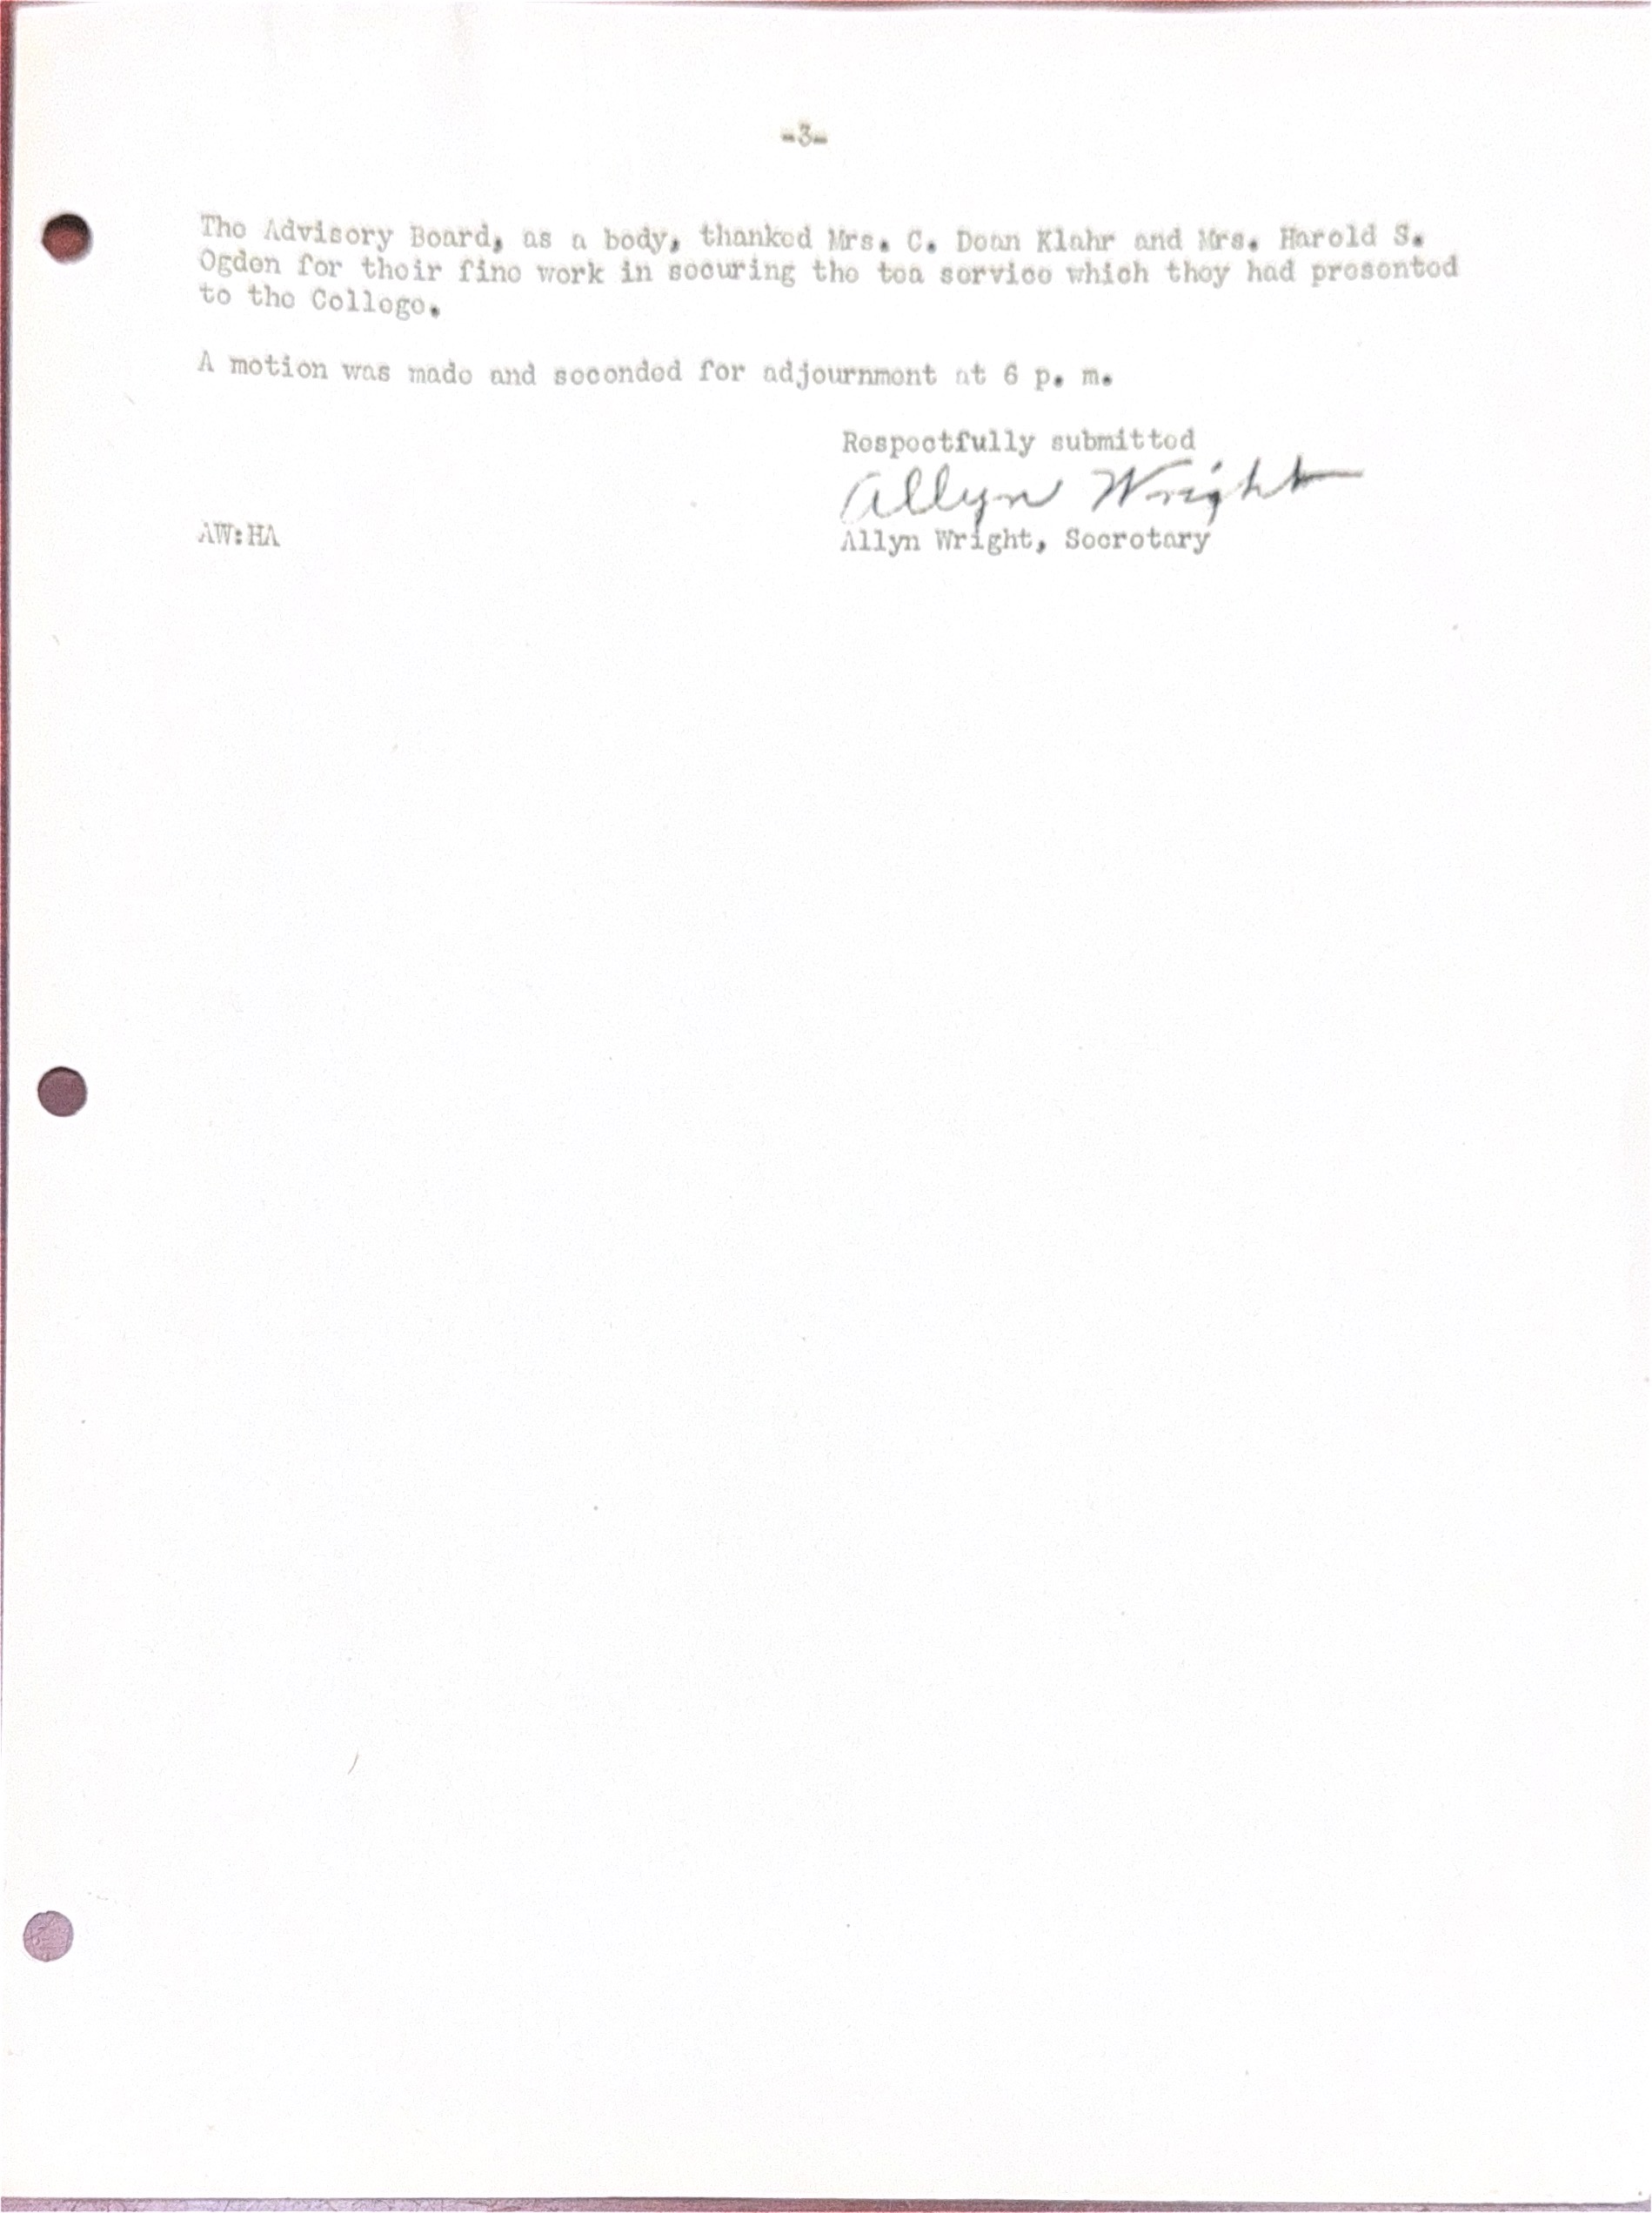 -3-
The Advisory Board, as a body, thanked Mrs. C. Dean Klahr and Mrs. Harold S.
Ogden for their fine work in securing the tea service which they had presented
to the College.
A motion was made and seconded for adjournment at 6 p. m.
Respectfully submitted
Allyn Wright
AW:HA
Allyn Wright, Secretary